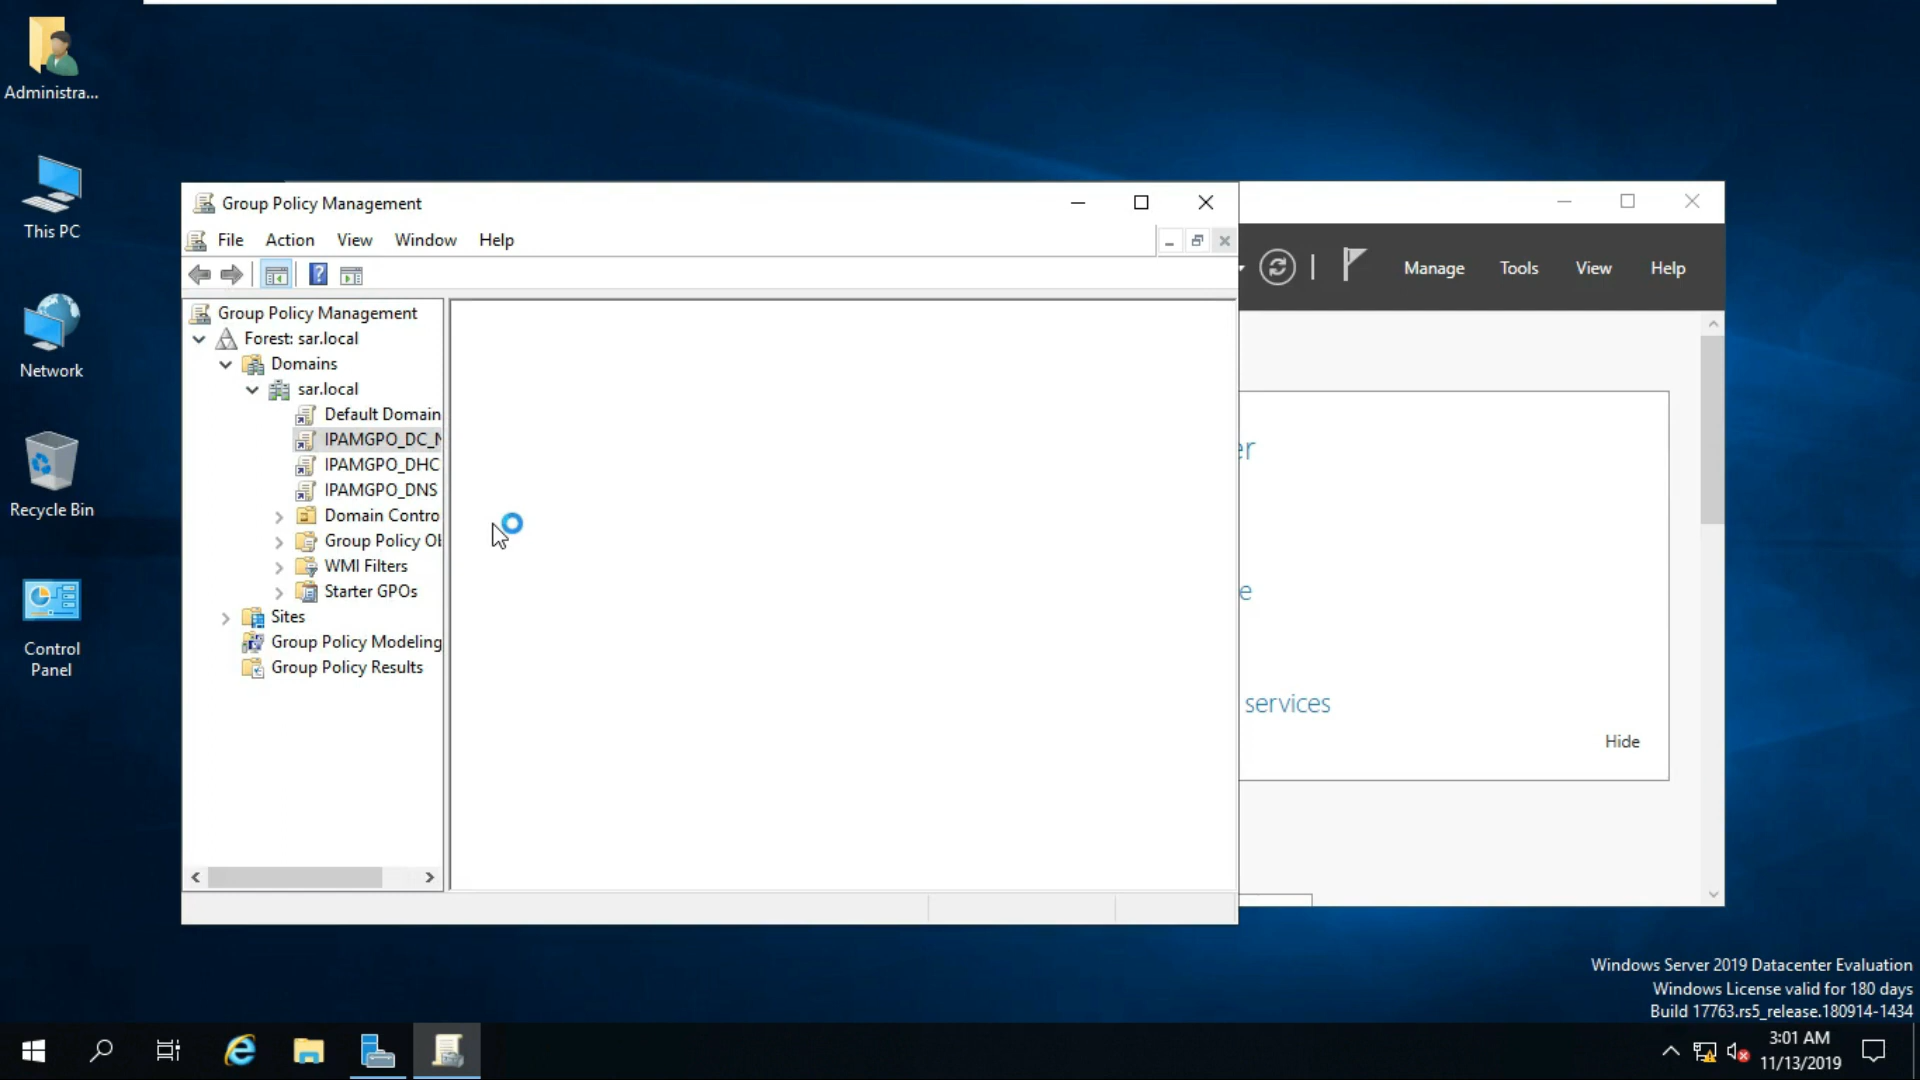 Administra...
This PC
Network
Recycle Bin
Control
Panel
Group Policy Management
File Action View Window Help
Group Policy Management
Forest: sar.local
Domains
sar.local
Default Domain
IPAMGPO_DC_N
IPAMGPO_DHC
IPAMGPO_DNS
Domain Contro
Group Policy Ob
WMI Filters
Starter GPOs
Sites
Group Policy Modeling
Group Policy Results
Manage Tools View Help
er
e
services
Hide
Windows Server 2019 Datacenter Evaluation
Windows License valid for 180 days
Build 17763.rs5_release.180914-1434
3:01 AM
11/13/2019